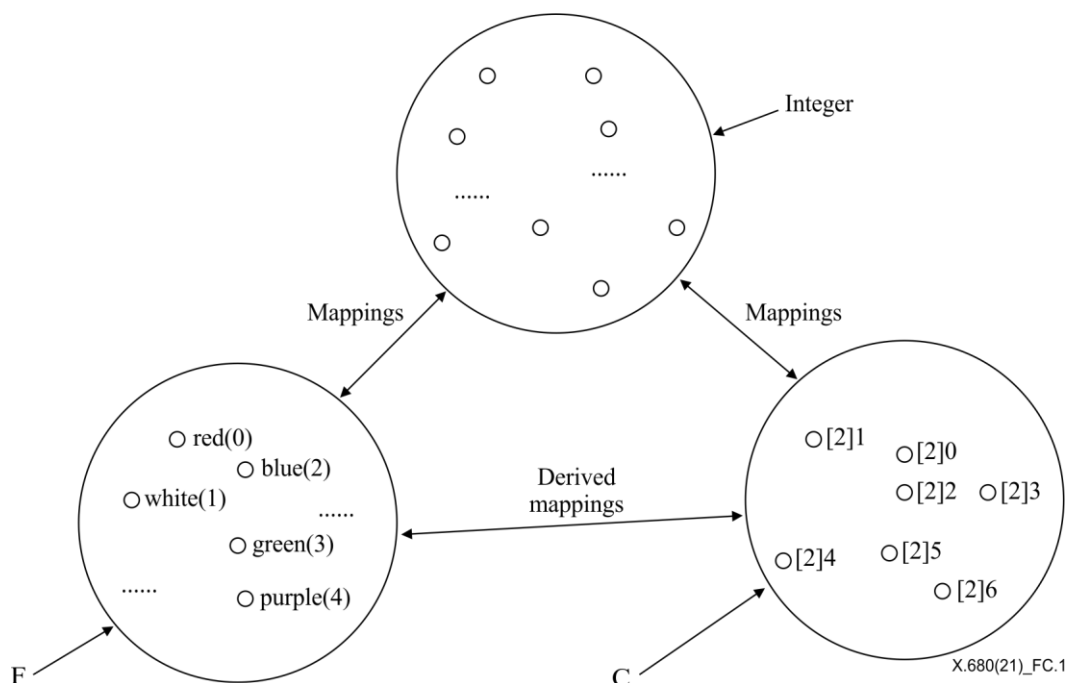 Integer
......
......
Mappings
Mappings
red(0)
blue(2)
white(1)
......
green(3)
......
purple(4)
Derived
mappings
[2]1
[2]0
[2]2
[2]3
[2]4
[2]5
[2]6
C
X.680(21)_FC.1